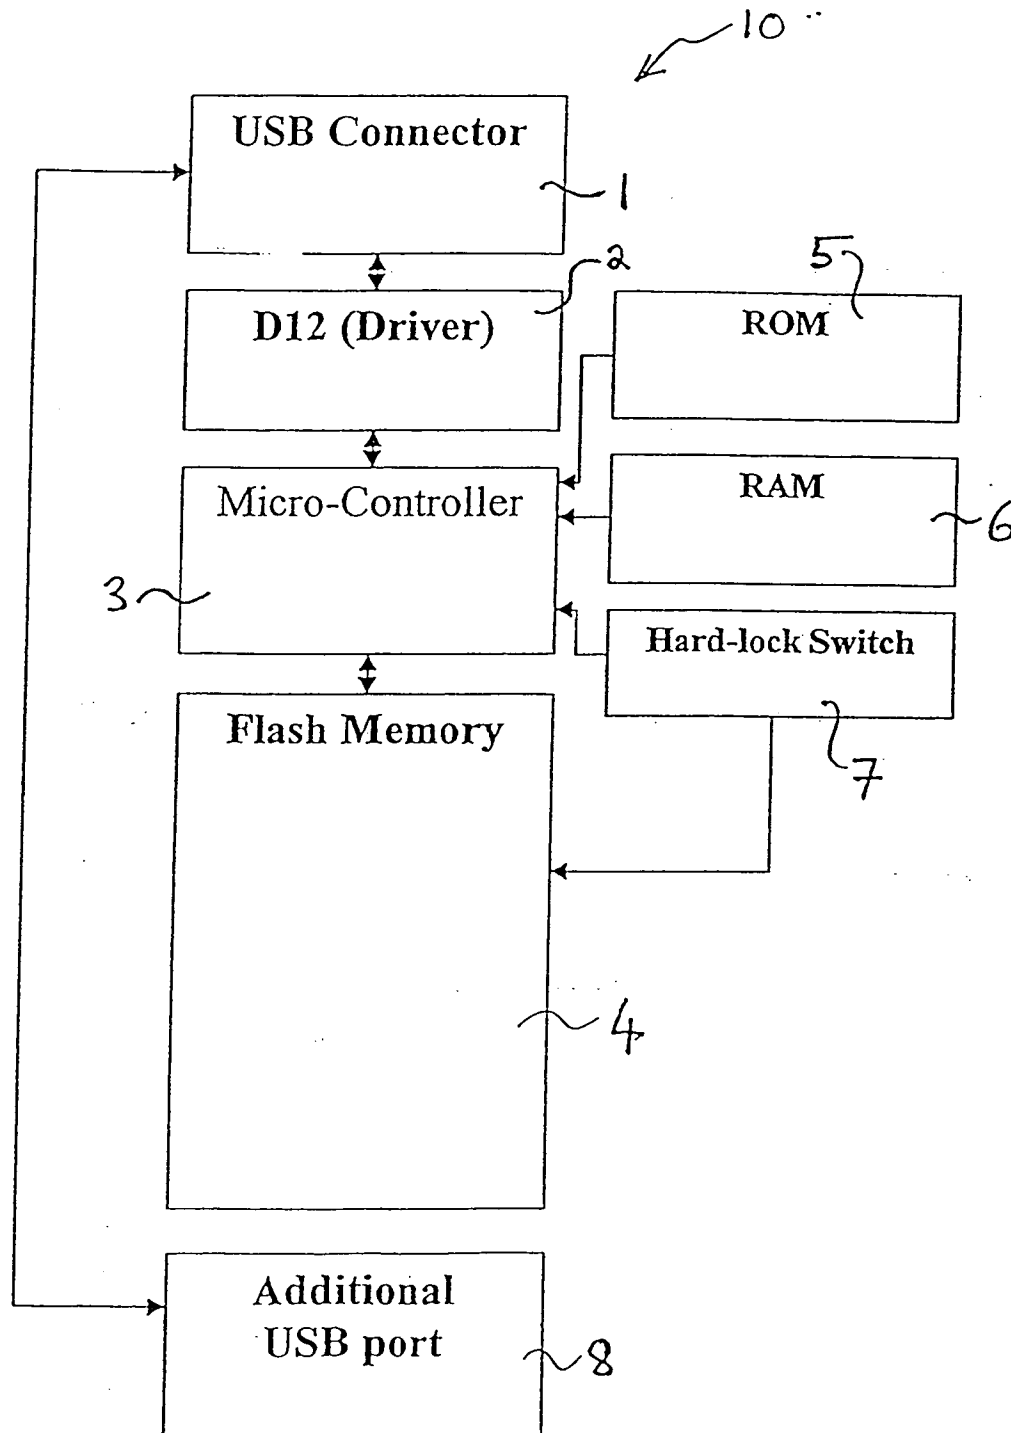 10
USB Connector
1
2
5
D12 (Driver)
ROM
Micro-Controller
RAM
6
3
Hard-lock Switch
Flash Memory
7
4
Additional
USB port
8